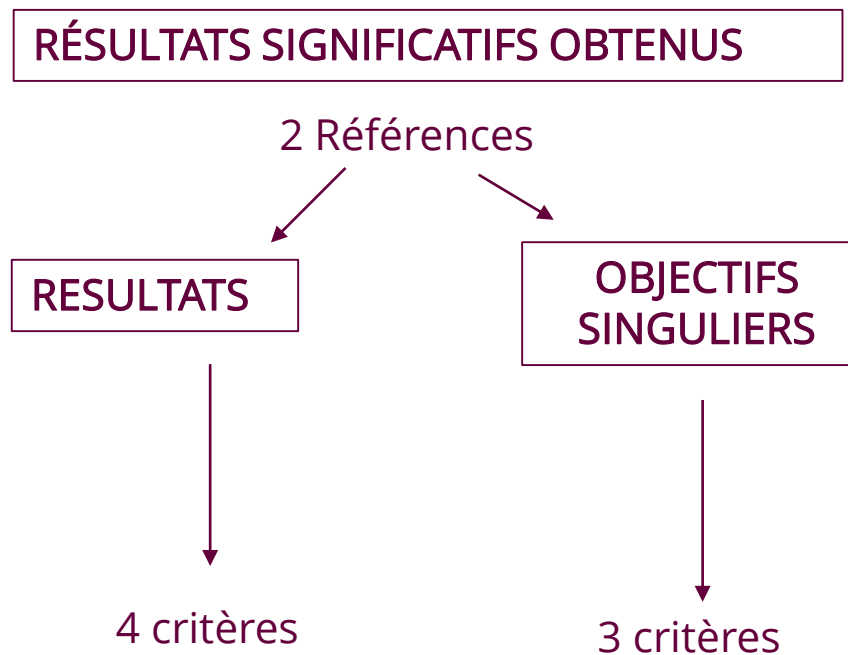 RÉSULTATS SIGNIFICATIFS OBTENUS
2 Références
RESULTATS
OBJECTIFS
SINGULIERS
4 critères
3 critères